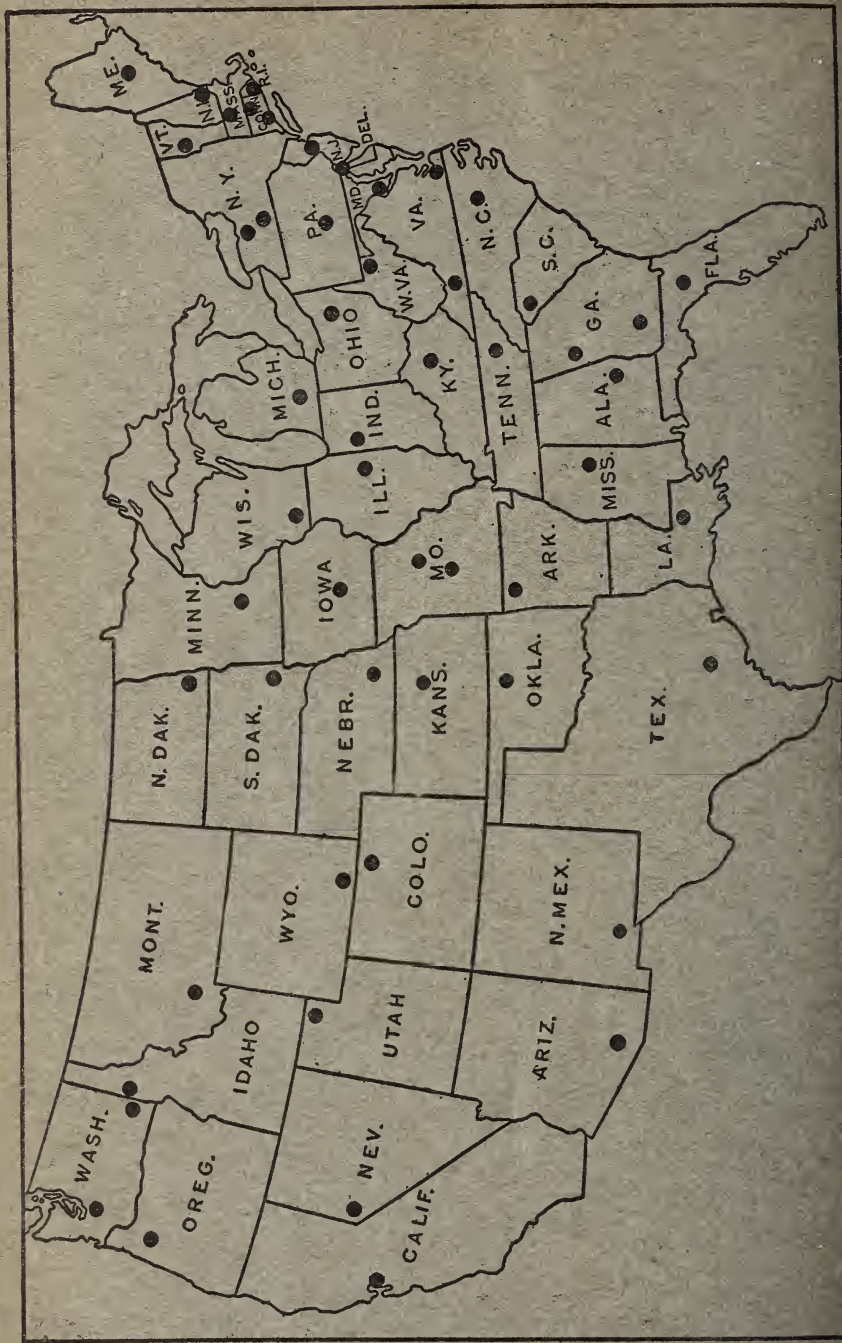 WASH.
MONT.
N. DAK.
MINN.
ME.
VT.
N.H.
OREG.
IDAHO
WYO.
S. DAK.
WIS.
MICH.
N.Y.
MASS.
CONN.
R.I.
NEV.
UTAH
COLO.
NEBR.
IOWA
ILL.
IND.
OHIO
PA.
N.J.
CALIF.
KANS.
MO.
KY.
W.VA.
MD.
DEL.
VA.
ARIZ.
N.MEX.
OKLA.
ARK.
TENN.
N.C.
S.C.
TEX.
LA.
MISS.
ALA.
GA.
FLA.